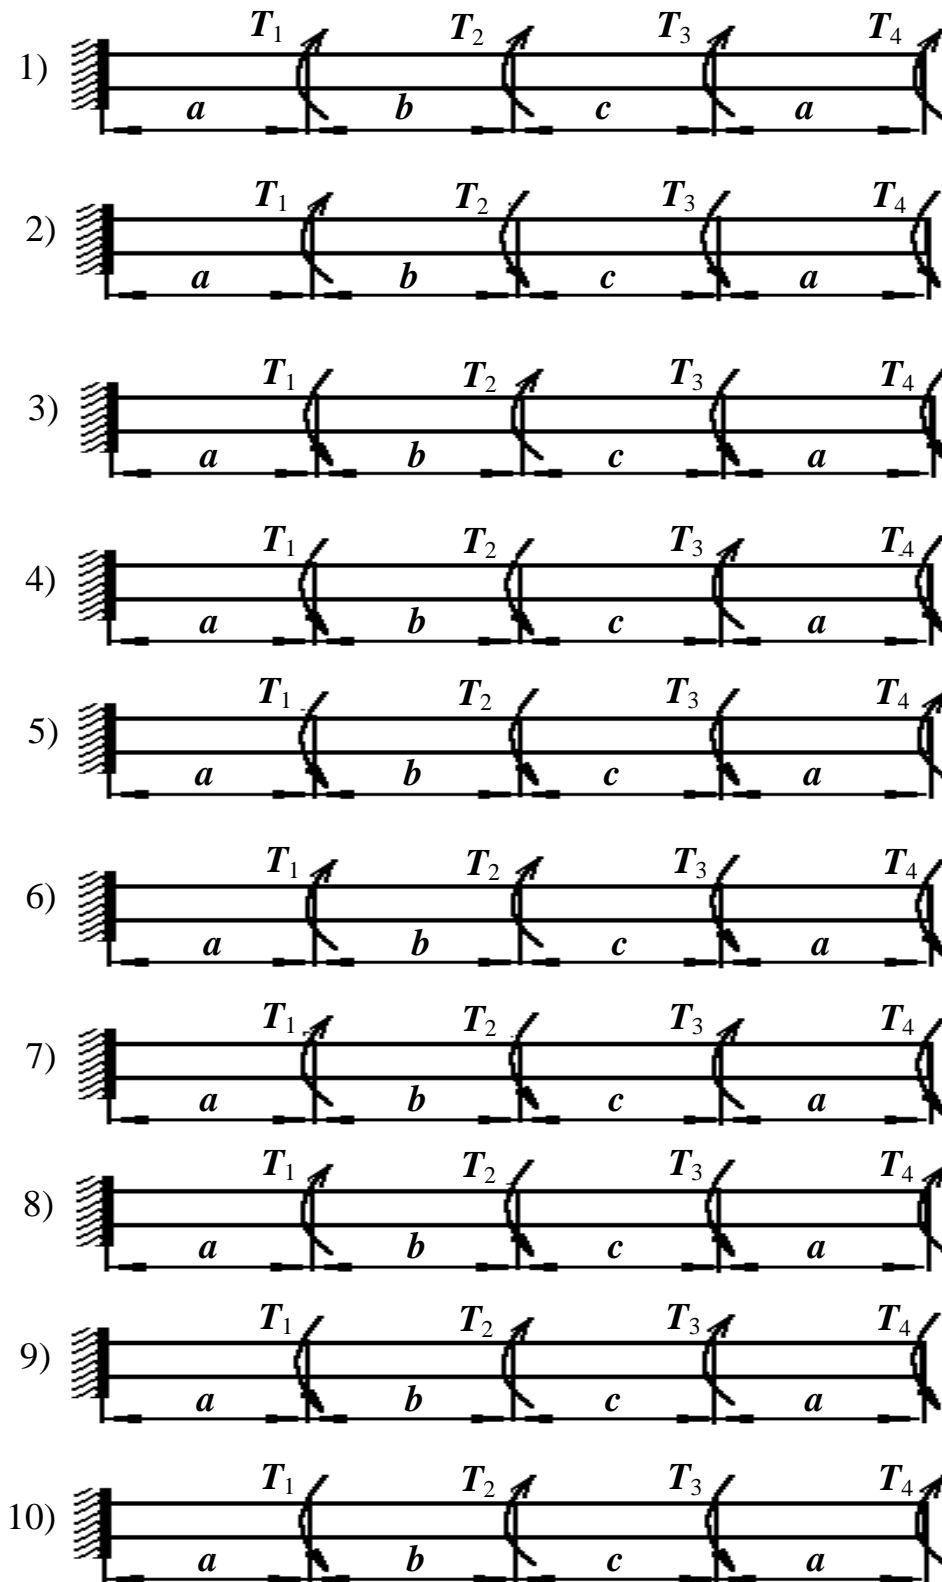 T₁ T₂ T₃ T₄
1)
a b c a
T₁ T₂ T₃ T₄
2)
a b c a
T₁ T₂ T₃ T₄
3)
a b c a
T₁ T₂ T₃ T₄
4)
a b c a
T₁ T₂ T₃ T₄
5)
a b c a
T₁ T₂ T₃ T₄
6)
a b c a
T₁ T₂ T₃ T₄
7)
a b c a
T₁ T₂ T₃ T₄
8)
a b c a
T₁ T₂ T₃ T₄
9)
a b c a
T₁ T₂ T₃ T₄
10)
a b c a